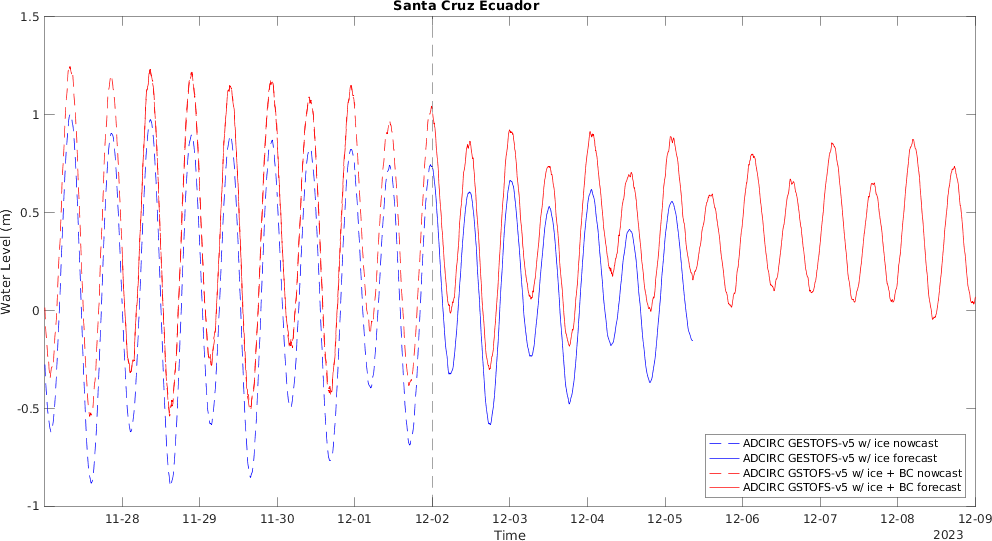 Santa Cruz Ecuador
1.5
1
0.5
0
-0.5
-1
Water Level (m)
11-28 11-29 11-30 12-01 12-02 12-03 12-04 12-05 12-06 12-07 12-08 12-09
Time
2023
ADCIRC GESTOFS-v5 w/ ice nowcast
ADCIRC GESTOFS-v5 w/ ice forecast
ADCIRC GSTOFS-v5 w/ ice + BC nowcast
ADCIRC GSTOFS-v5 w/ ice + BC forecast